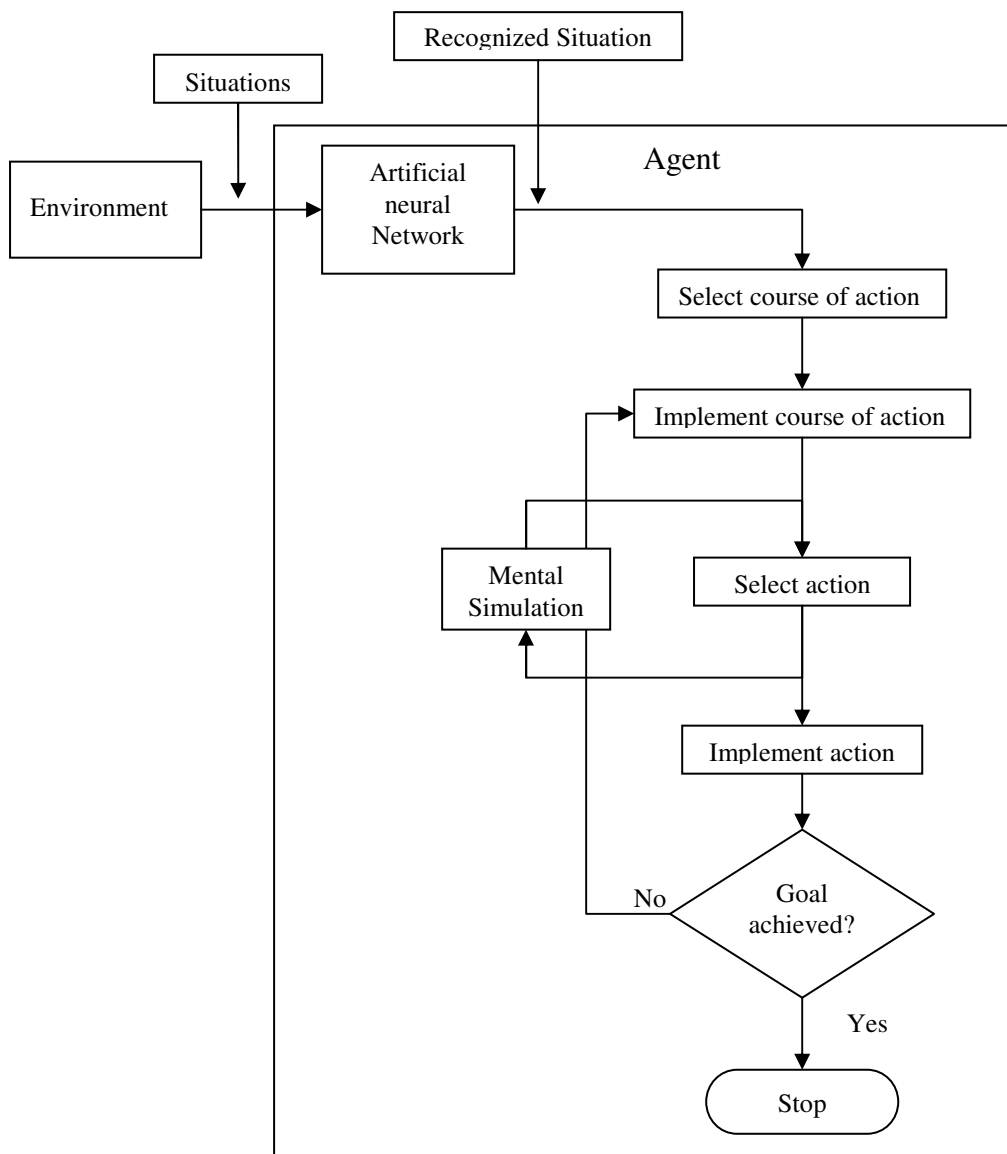 Recognized Situation
Situations
Agent
Environment
Artificial
neural
Network
Select course of action
Implement course of action
Mental
Simulation
Select action
Implement action
Goal
achieved?
No
Yes
Stop